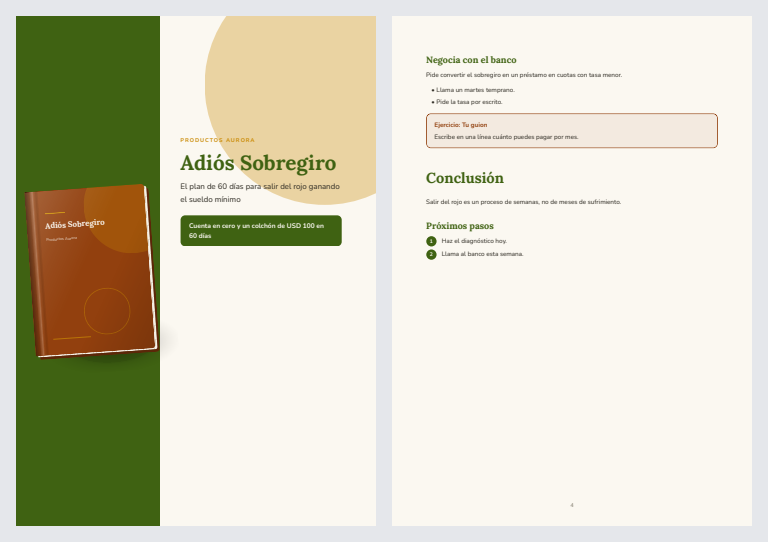 Adiós Sobregiro
Productos Aurora
PRODUCTOS AURORA
Adiós Sobregiro
El plan de 60 días para salir del rojo ganando
el sueldo mínimo
Cuenta en cero y un colchón de USD 100 en
60 días
Negocia con el banco
Pide convertir el sobregiro en un préstamo en cuotas con tasa menor.
• Llama un martes temprano.
• Pide la tasa por escrito.
Ejercicio: Tu guion
Escribe en una línea cuánto puedes pagar por mes.
Conclusión
Salir del rojo es un proceso de semanas, no de meses de sufrimiento.
Próximos pasos
1 Haz el diagnóstico hoy.
2 Llama al banco esta semana.
4